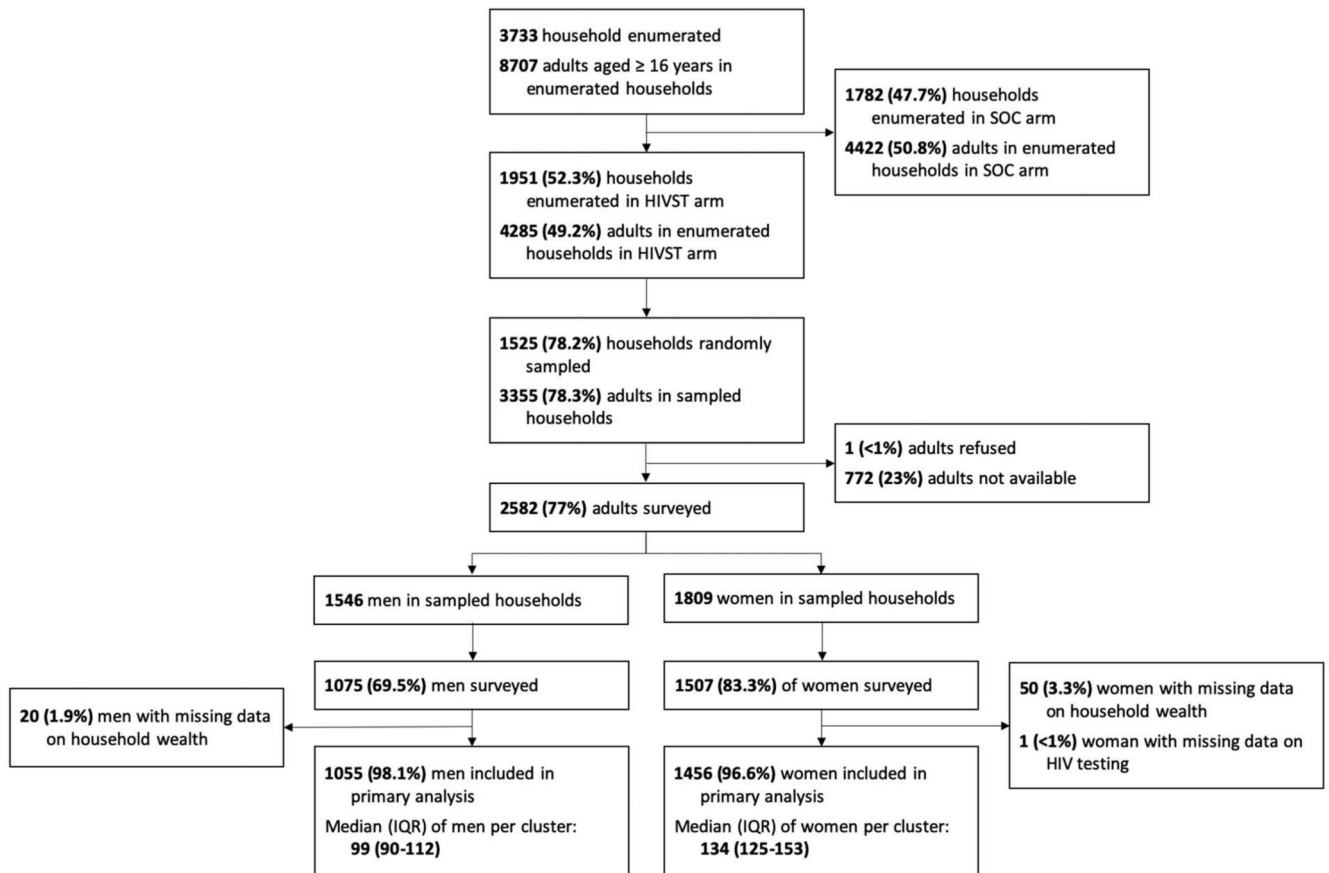 3733 household enumerated
8707 adults aged ≥ 16 years in
enumerated households
1782 (47.7%) households
enumerated in SOC arm
4422 (50.8%) adults in enumerated
households in SOC arm
1951 (52.3%) households
enumerated in HIVST arm
4285 (49.2%) adults in enumerated
households in HIVST arm
1525 (78.2%) households randomly
sampled
3355 (78.3%) adults in sampled
households
1 (<1%) adults refused
772 (23%) adults not available
2582 (77%) adults surveyed
1546 men in sampled households
1809 women in sampled households
1075 (69.5%) men surveyed
1507 (83.3%) of women surveyed
20 (1.9%) men with missing data
on household wealth
50 (3.3%) women with missing data
on household wealth
1 (<1%) woman with missing data on
HIV testing
1055 (98.1%) men included in
primary analysis
Median (IQR) of men per cluster:
99 (90-112)
1456 (96.6%) women included in
primary analysis
Median (IQR) of women per cluster:
134 (125-153)